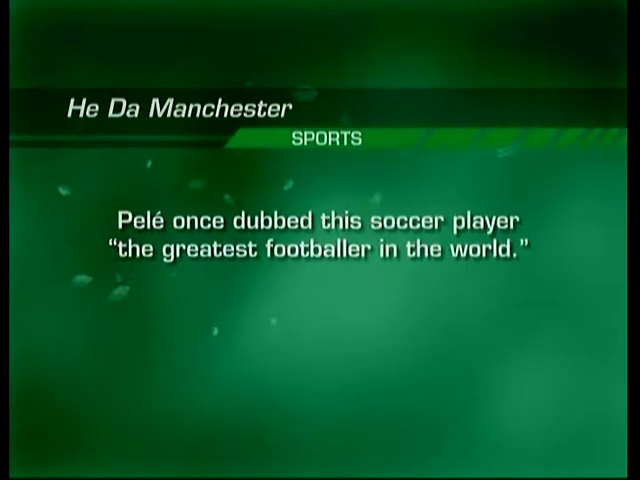 He Da Manchester
SPORTS
Pelé once dubbed this soccer player
“the greatest footballer in the world.”